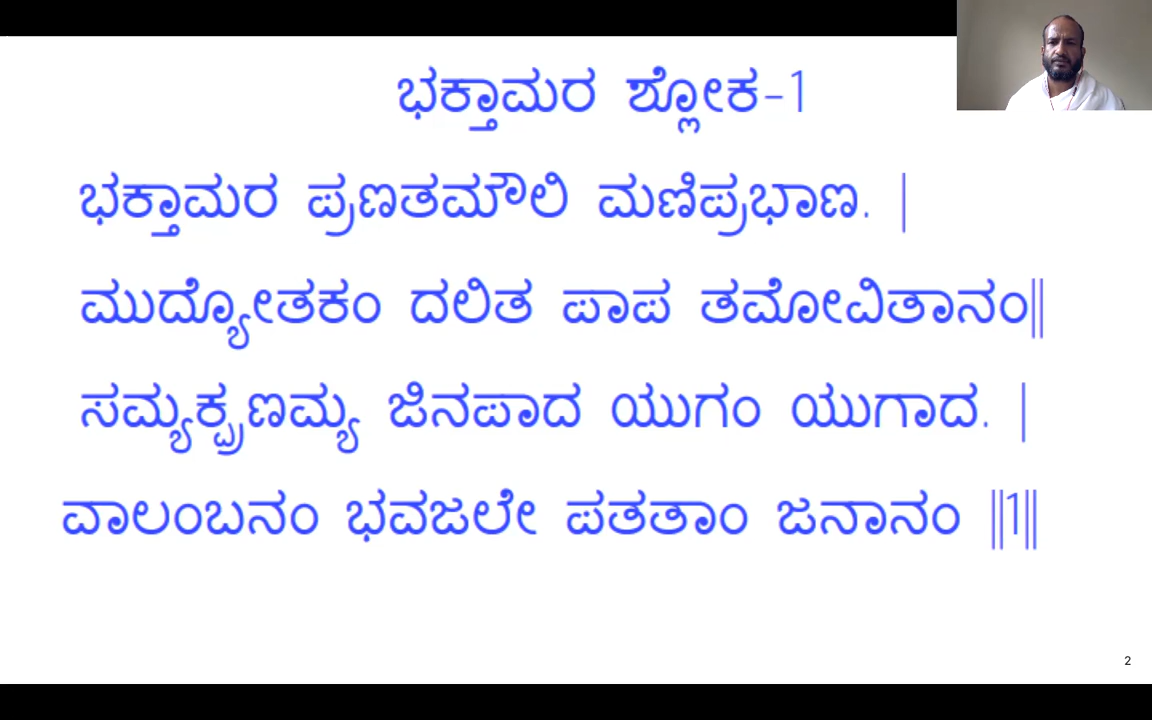 ಭಕ್ತಾಮರ ಶ್ಲೋಕ-1
ಭಕ್ತಾಮರ ಪ್ರಣತಮೌಲಿ ಮಣಿಪ್ರಭಾಣ. |
ಮುದ್ಯೋತಕಂ ದಲಿತ ಪಾಪ ತಮೋವಿತಾನಂ||
ಸಮ್ಯಕ್ಪ್ರಣಮ್ಯ ಜಿನಪಾದ ಯುಗಂ ಯುಗಾದ. |
ವಾಲಂಬನಂ ಭವಜಲೇ ಪತತಾಂ ಜನಾನಂ ||1||
2